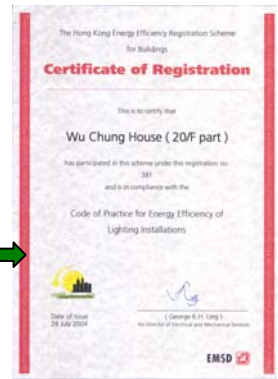 The Hong Kong Energy Efficiency Registration Scheme
for Buildings
Certificate of Registration
This is to certify that
Wu Chung House ( 20/F part )
has participated in this scheme under this registration no.
381
and is in compliance with the
Code of Practice for Energy Efficiency of
Lighting Installations
Date of Issue
28 July 2004
( George K.H. Ling )
for Director of Electrical and Mechanical Services
EMSD